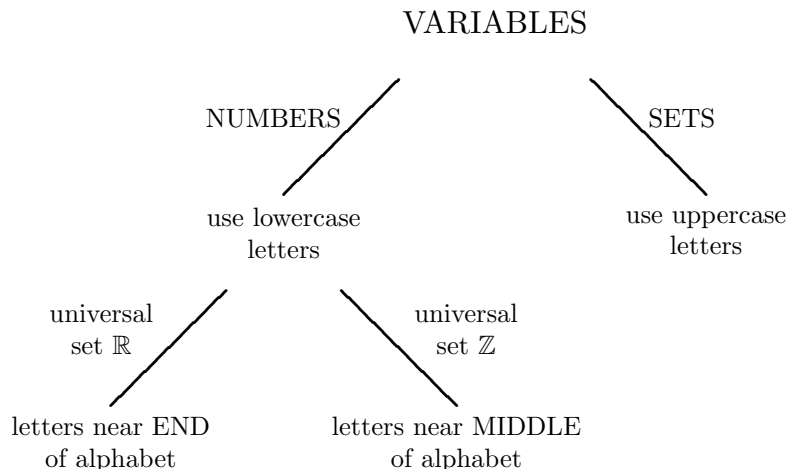 VARIABLES
NUMBERS
SETS
use lowercase
letters
use uppercase
letters
universal
set ℝ
universal
set ℤ
letters near END
of alphabet
letters near MIDDLE
of alphabet